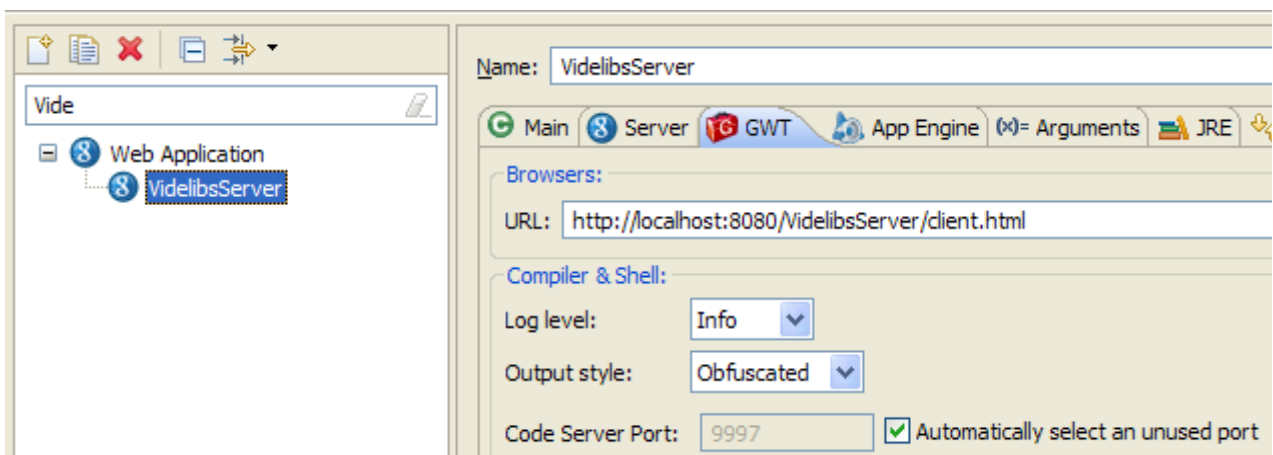 Name: VidelibsServer
Vide
Main Server GWT App Engine (x)= Arguments JRE
Web Application
VidelibsServer
Browsers:
URL: http://localhost:8080/VidelibsServer/client.html
Compiler & Shell:
Log level: Info
Output style: Obfuscated
Code Server Port: 9997 Automatically select an unused port